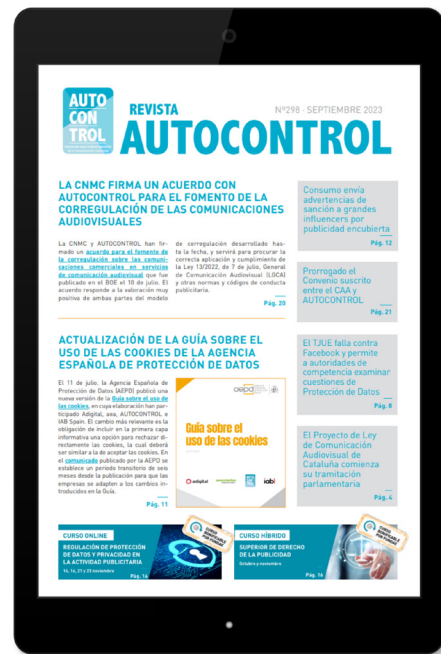 AUTO
CON
TROL
REVISTA
AUTOCONTROL
Nº298 - SEPTIEMBRE 2023
LA CNMC FIRMA UN ACUERDO CON
AUTOCONTROL PARA EL FOMENTO DE LA
CORREGULACIÓN DE LAS COMUNICACIONES
AUDIOVISUALES
La CNMC y AUTOCONTROL han fir-
mado un acuerdo para el fomento de
la corregulación sobre las comuni-
caciones comerciales en servicios
de comunicación audiovisual que fue
publicado en el BOE el 10 de julio. El
acuerdo responde a la valoración muy
positiva de ambas partes del modelo
de corregulación desarrollado has-
ta la fecha, y servirá para procurar la
correcta aplicación y cumplimiento de
la Ley 13/2022, de 7 de julio, General
de Comunicación Audiovisual (LGCA)
y otras normas y códigos de conducta
publicitaria.
Pág. 20
ACTUALIZACIÓN DE LA GUÍA SOBRE EL
USO DE LAS COOKIES DE LA AGENCIA
ESPAÑOLA DE PROTECCIÓN DE DATOS
El 11 de julio, la Agencia Española de
Protección de Datos (AEPD) publicó una
nueva versión de la Guía sobre el uso de
las cookies, en cuya elaboración han par-
ticipado Adigital, aea, AUTOCONTROL e
IAB Spain. El cambio más relevante es la
obligación de incluir en la primera capa
informativa una opción para rechazar di-
rectamente las cookies, la cual deberá
ser similar a la de aceptar las cookies. En
el comunicado publicado por la AEPD se
establece un periodo transitorio de seis
meses desde la publicación para que las
empresas se adapten a los cambios in-
troducidos en la Guía.
Pág. 11
aepd
Guía sobre el
uso de las cookies
adigital
iab
Consumo envía
advertencias de
sanción a grandes
influencers por
publicidad encubierta
Pág. 12
Prorrogado el
Convenio suscrito
entre el CAA y
AUTOCONTROL
Pág. 21
El TJUE falla contra
Facebook y permite
a autoridades de
competencia examinar
cuestiones de
Protección de Datos
Pág. 8
El Proyecto de Ley
de Comunicación
Audiovisual de
Cataluña comienza
su tramitación
parlamentaria
Pág. 4
CURSO ONLINE
REGULACIÓN DE PROTECCIÓN
DE DATOS Y PRIVACIDAD EN
LA ACTIVIDAD PUBLICITARIA
14, 16, 21 y 23 noviembre
Pág. 16
CURSO
BONIFICABLE
POR FUNDAE
CURSO HÍBRIDO
SUPERIOR DE DERECHO
DE LA PUBLICIDAD
Octubre y noviembre
Pág. 16
CURSO
BONIFICABLE
POR FUNDAE